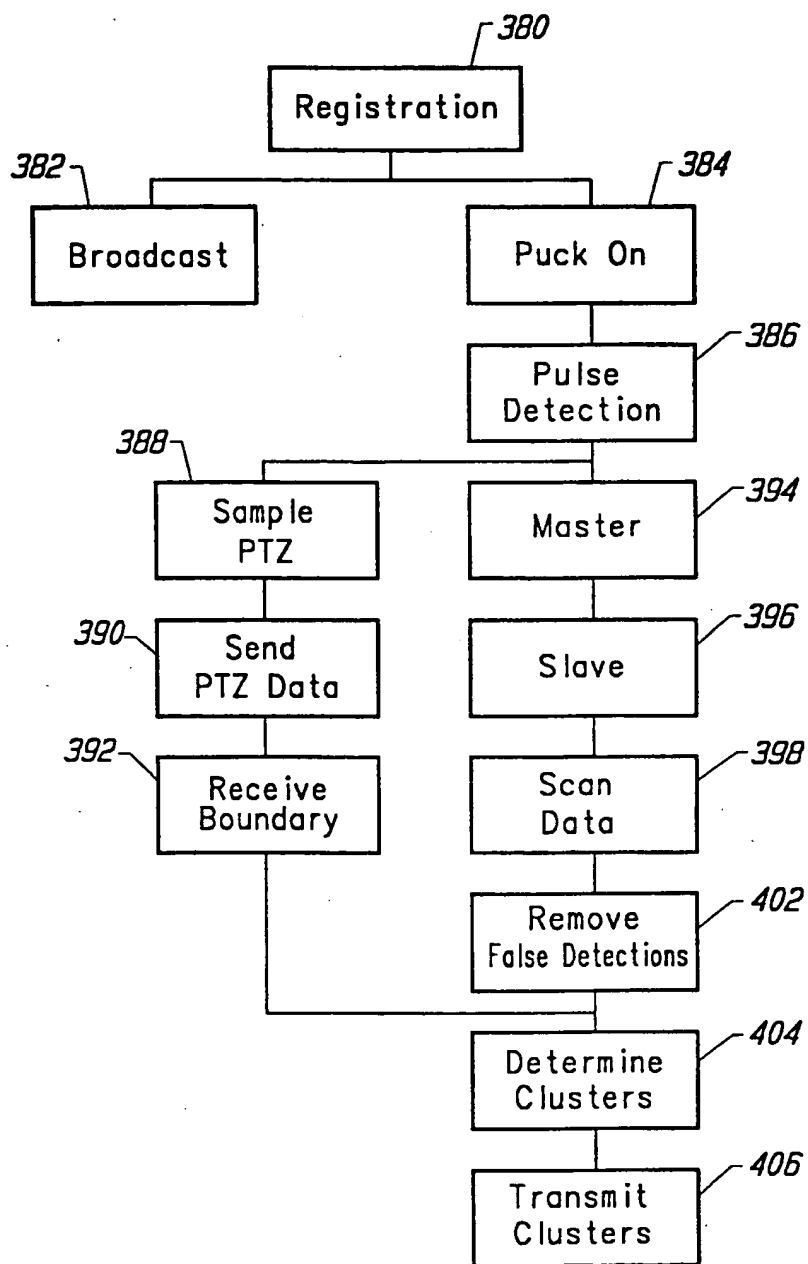 380
Registration
382
384
Broadcast
Puck On
386
Pulse
Detection
388
394
Sample
PTZ
Master
390
396
Send
PTZ Data
Slave
392
398
Receive
Boundary
Scan
Data
402
Remove
False Detections
404
Determine
Clusters
406
Transmit
Clusters